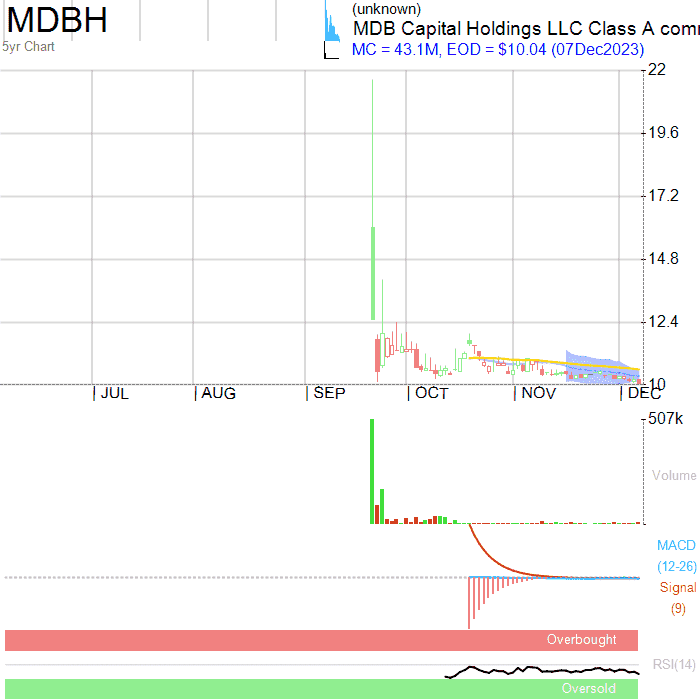 MDBH
5yr Chart
(unknown)
MDB Capital Holdings LLC Class A com
MC = 43.1M, EOD = $10.04 (07Dec2023)
22
19.6
17.2
14.8
12.4
10
JUL AUG SEP OCT NOV DEC
507k
Volume
MACD
(12-26)
Signal
(9)
Overbought
RSI(14)
Oversold